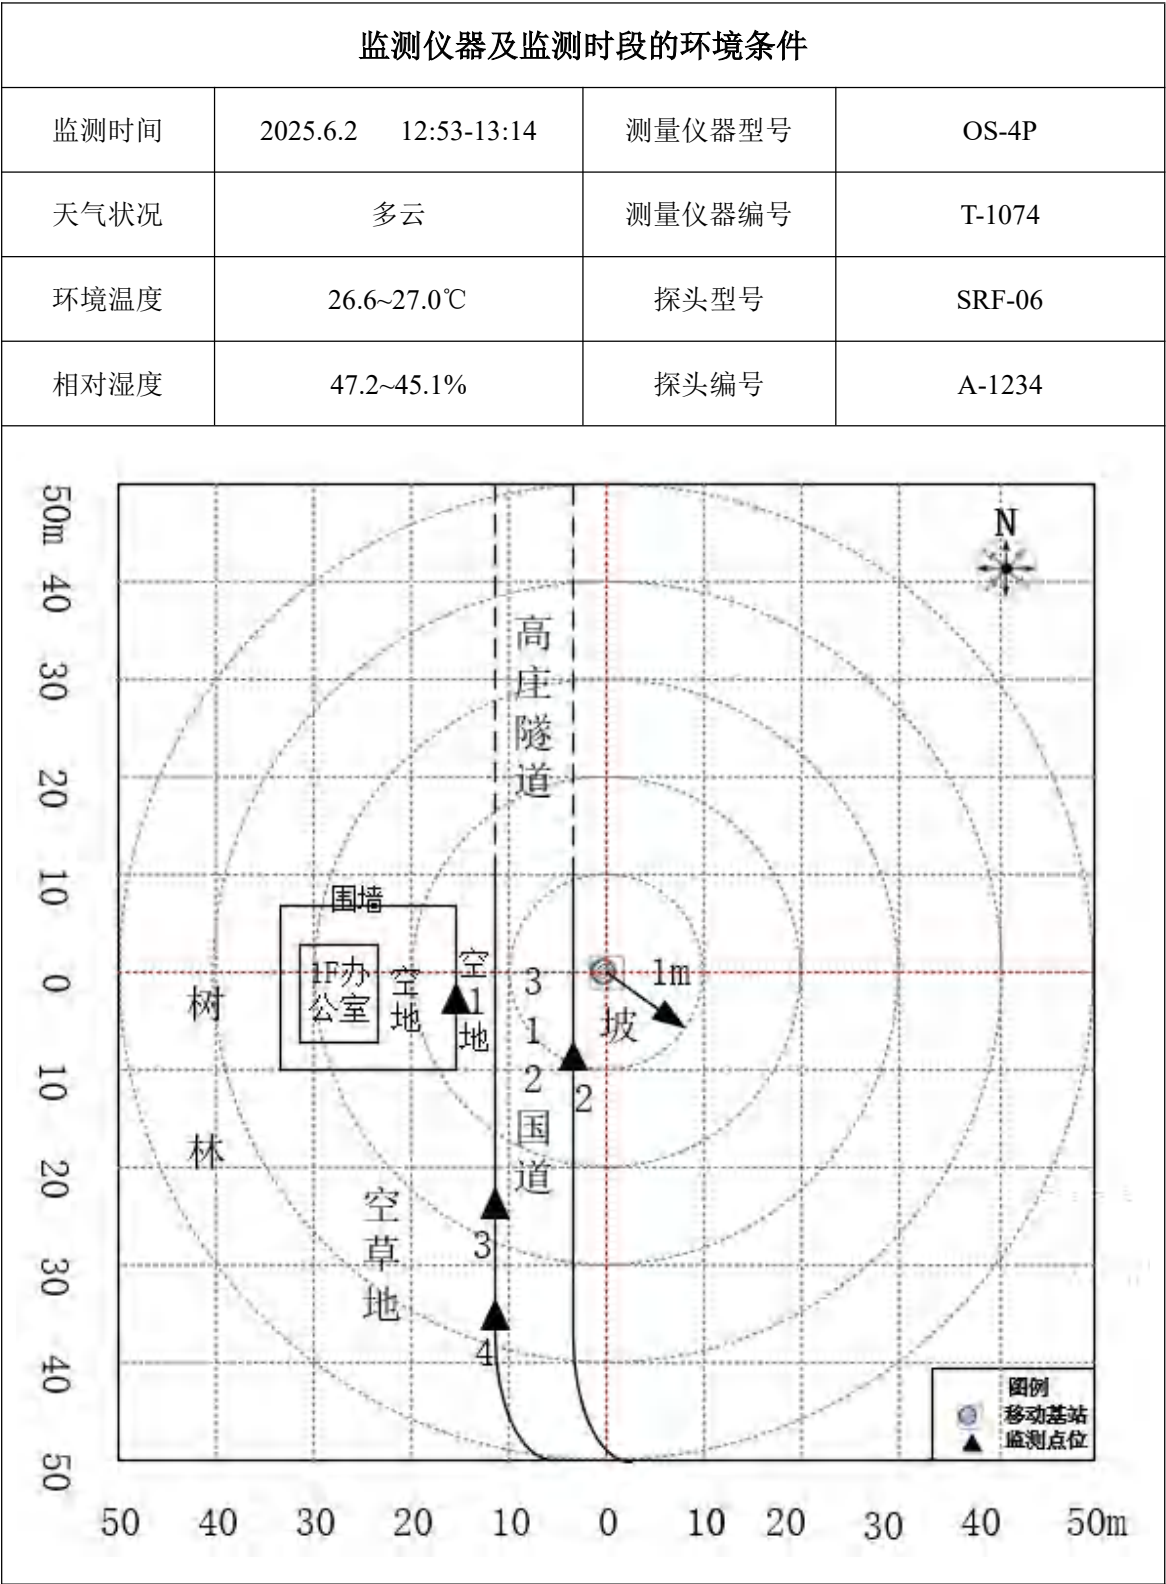 监测仪器及监测时段的环境条件
监测时间 2025.6.2 12:53-13:14 测量仪器型号 OS-4P
天气状况 多云 测量仪器编号 T-1074
环境温度 26.6~27.0℃ 探头型号 SRF-06
相对湿度 47.2~45.1% 探头编号 A-1234
50m
40
30
20
10
0
10
20
30
40
50
N
高庄隧道
围墙
1F办
公室
空地
空地
1
312国道
1m
坡
2
树林
空草地
3
4
图例
移动基站
监测点位
50 40 30 20 10 0 10 20 30 40 50m